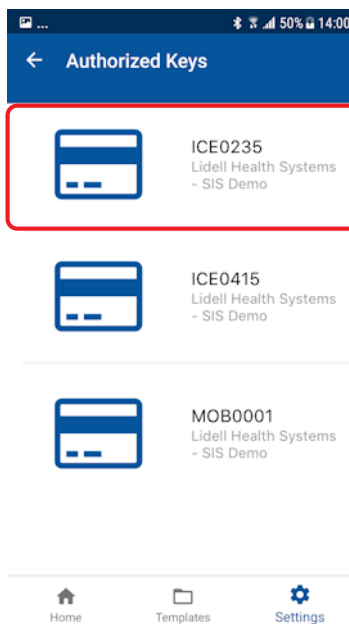 ... 50% 14:00
Authorized Keys
ICE0235
Lidell Health Systems
- SIS Demo
ICE0415
Lidell Health Systems
- SIS Demo
MOB0001
Lidell Health Systems
- SIS Demo
Home Templates Settings